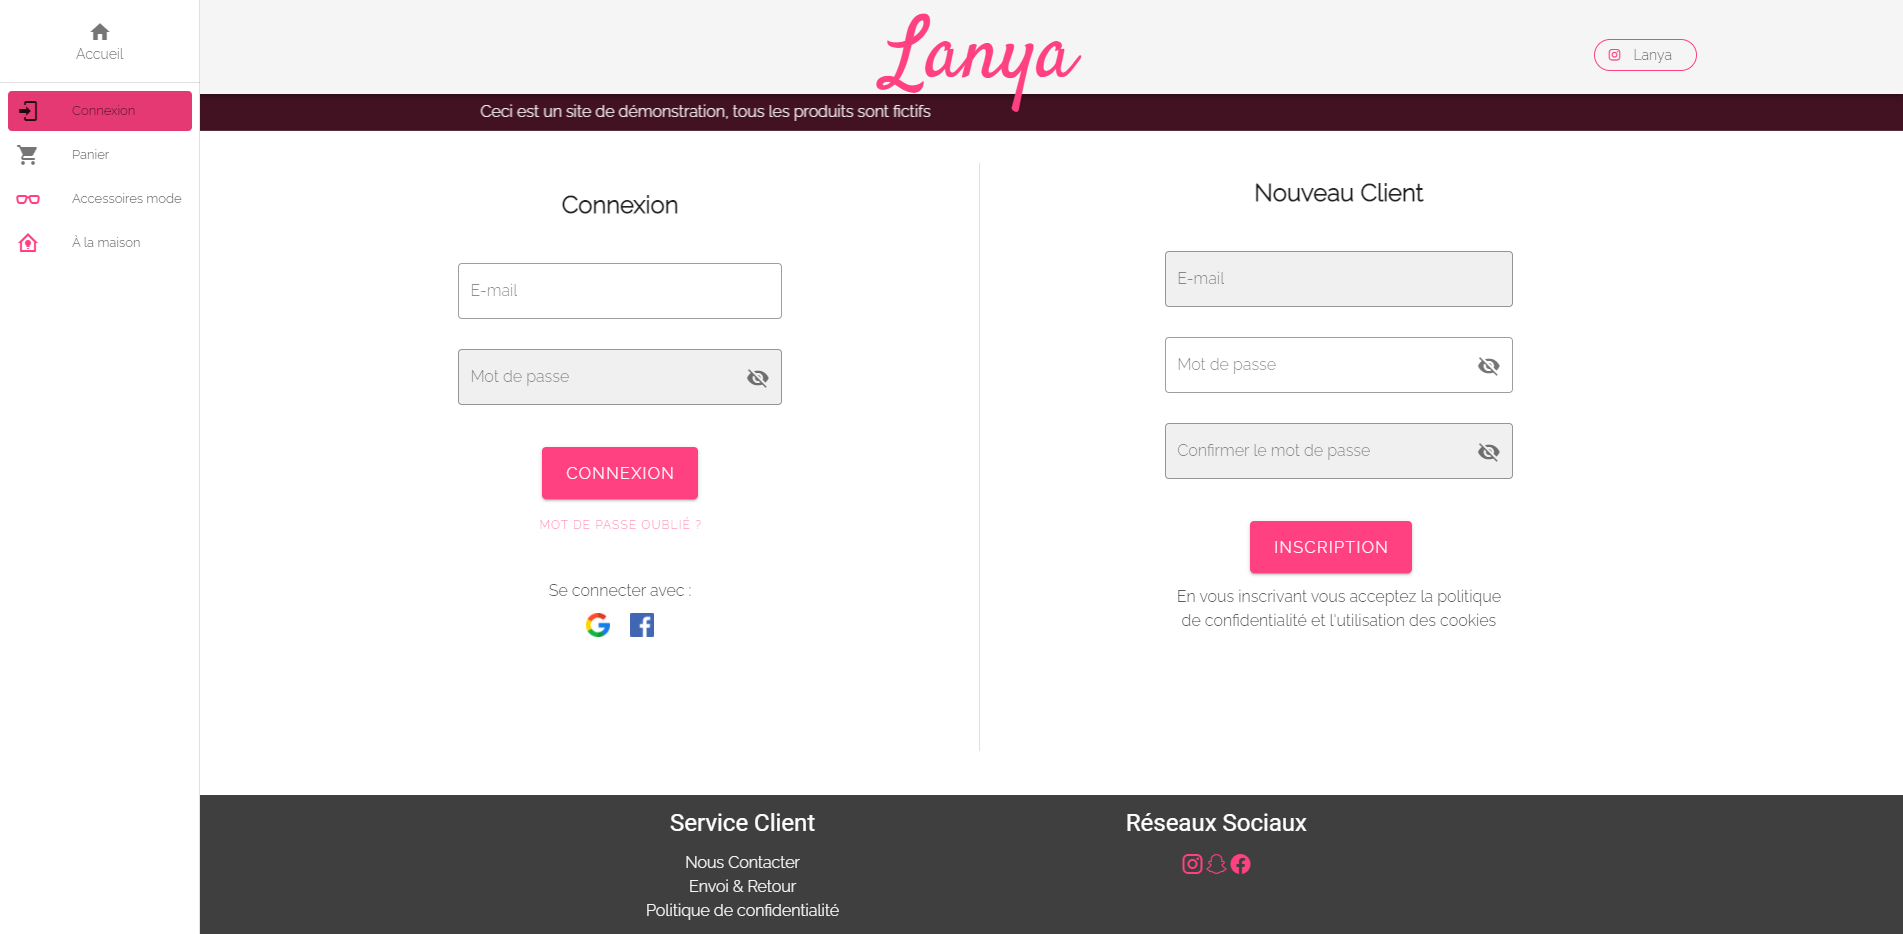 Accueil
Connexion
Panier
Accessoires mode
À la maison
Lanya
Lanya
Ceci est un site de démonstration, tous les produits sont fictifs
Connexion
E-mail
Mot de passe
CONNEXION
MOT DE PASSE OUBLIÉ ?
Se connecter avec :
Nouveau Client
E-mail
Mot de passe
Confirmer le mot de passe
INSCRIPTION
En vous inscrivant vous acceptez la politique
de confidentialité et l'utilisation des cookies
Service Client
Nous Contacter
Envoi & Retour
Politique de confidentialité
Réseaux Sociaux